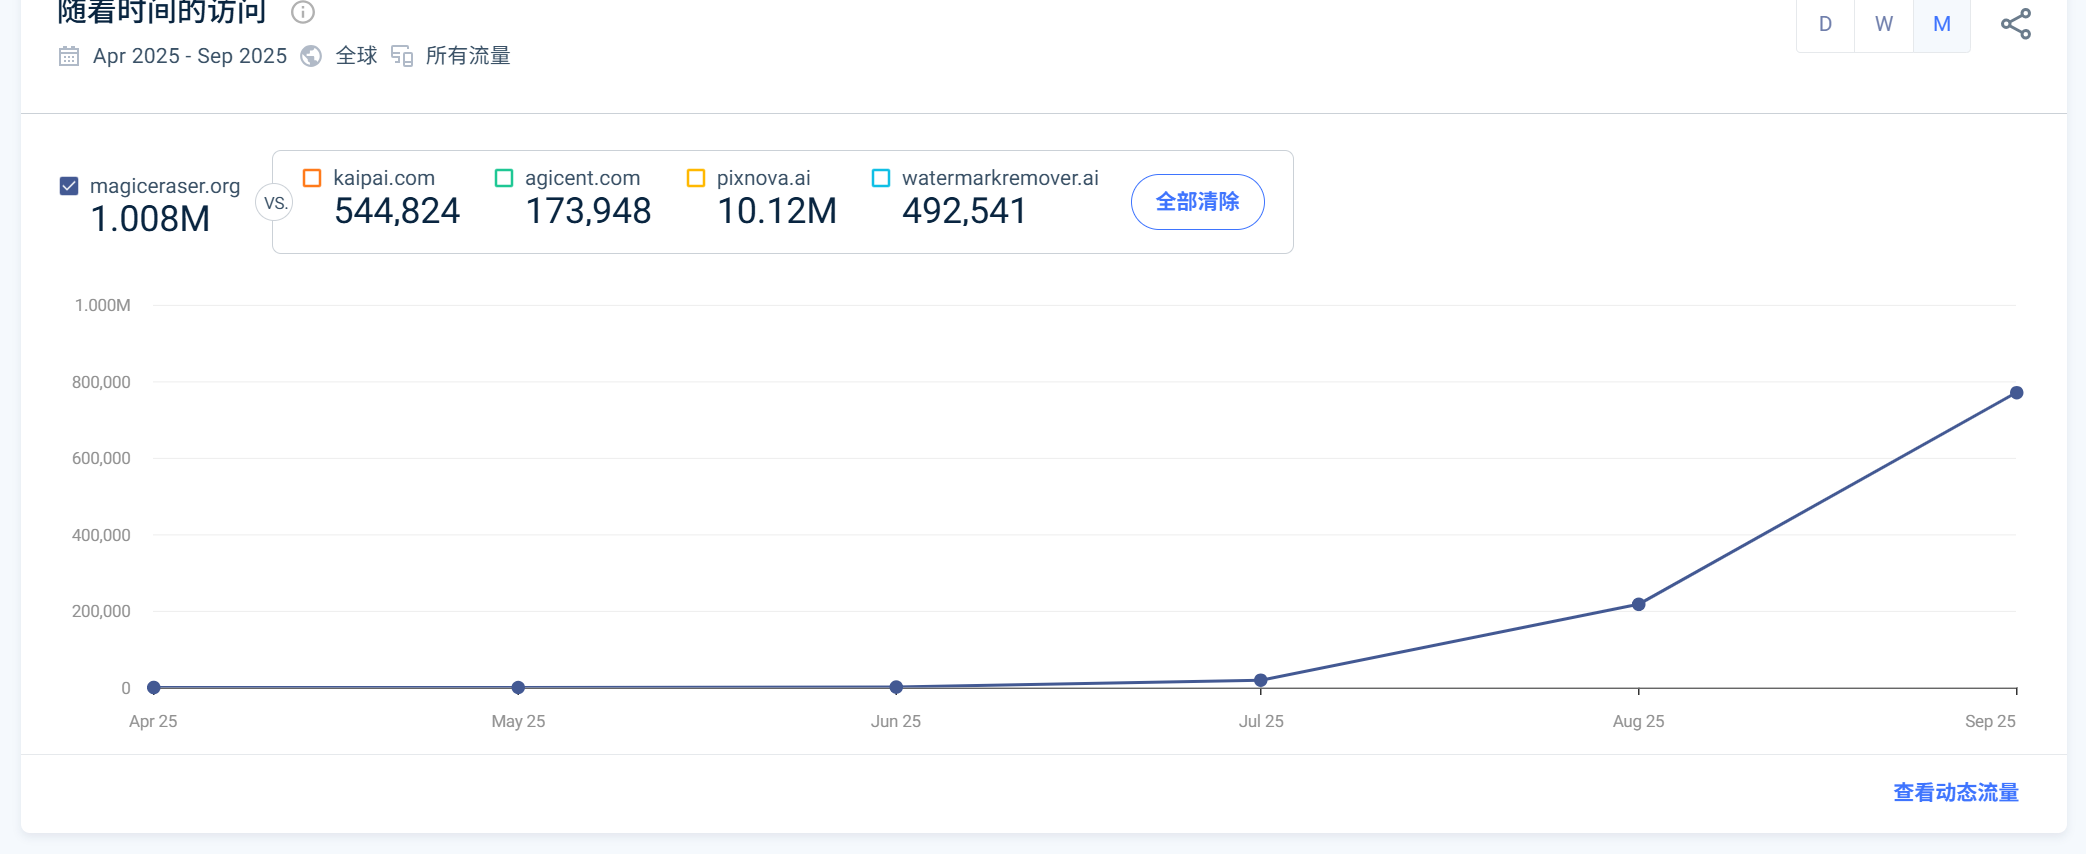 随着时间的访问
D W M
Apr 2025 - Sep 2025 全球 所有流量
magiceraser.org
1.008M
VS.
kaipai.com
544,824
agicent.com
173,948
pixnova.ai
10.12M
watermarkremover.ai
492,541
全部清除
1.000M
800,000
600,000
400,000
200,000
0
Apr 25 May 25 Jun 25 Jul 25 Aug 25 Sep 25
查看动态流量